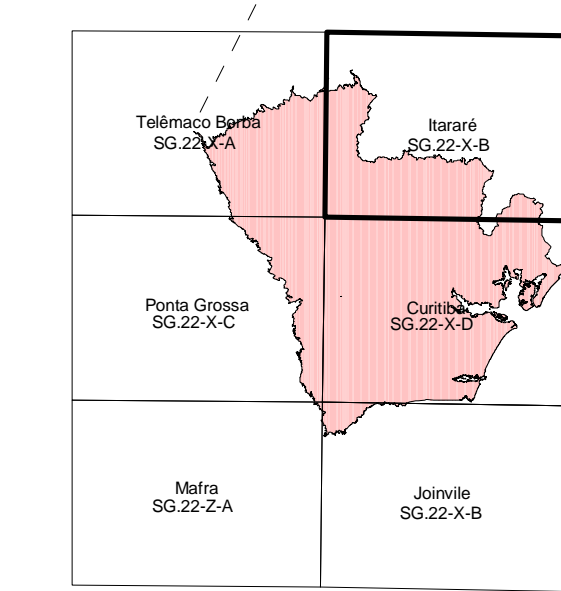 Telêmaco Borba
SG.22-X-A
Itararé
SG.22-X-B
Ponta Grossa
SG.22-X-C
Curitiba
SG.22-X-D
Mafra
SG.22-Z-A
Joinvile
SG.22-X-B